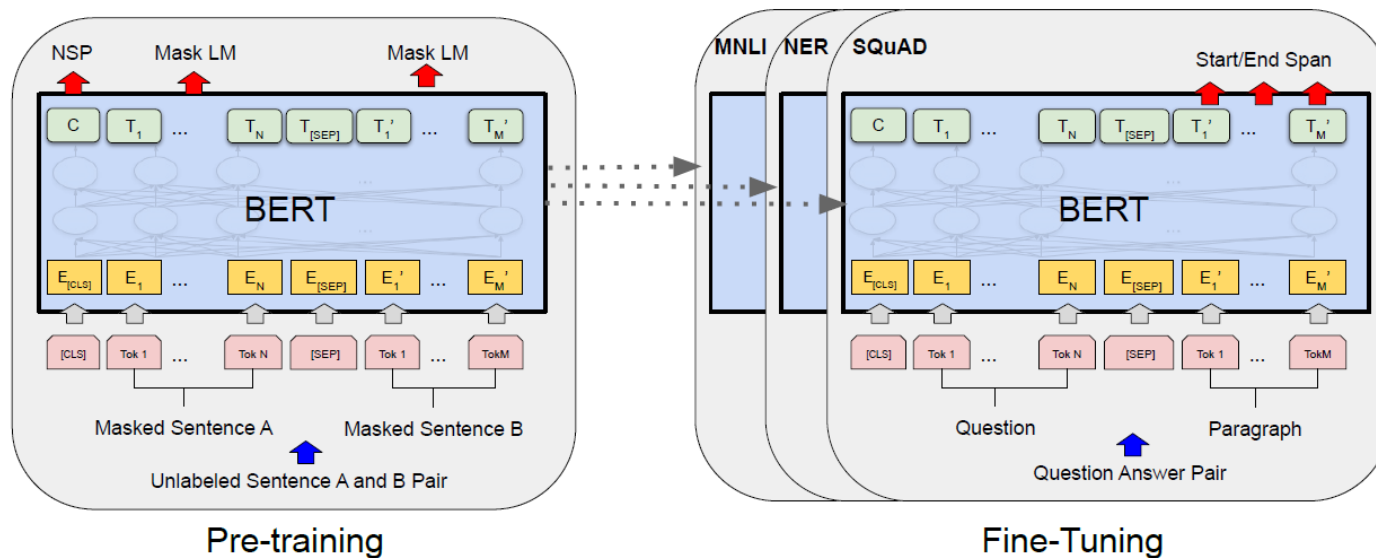 NSP Mask LM Mask LM
C T1 ... TN T[SEP] T1’ ... TM’
...
BERT
...
E[CLS] E1 ... EN E[SEP] E1’ ... EM’
[CLS] Tok 1 ... Tok N [SEP] Tok 1 ... TokM
Masked Sentence A Masked Sentence B
Unlabeled Sentence A and B Pair
Pre-training
MNLI NER SQuAD
Start/End Span
C T1 ... TN T[SEP] T1’ ... TM’
...
BERT
...
E[CLS] E1 ... EN E[SEP] E1’ ... EM’
[CLS] Tok 1 ... Tok N [SEP] Tok 1 ... TokM
Question Paragraph
Question Answer Pair
Fine-Tuning